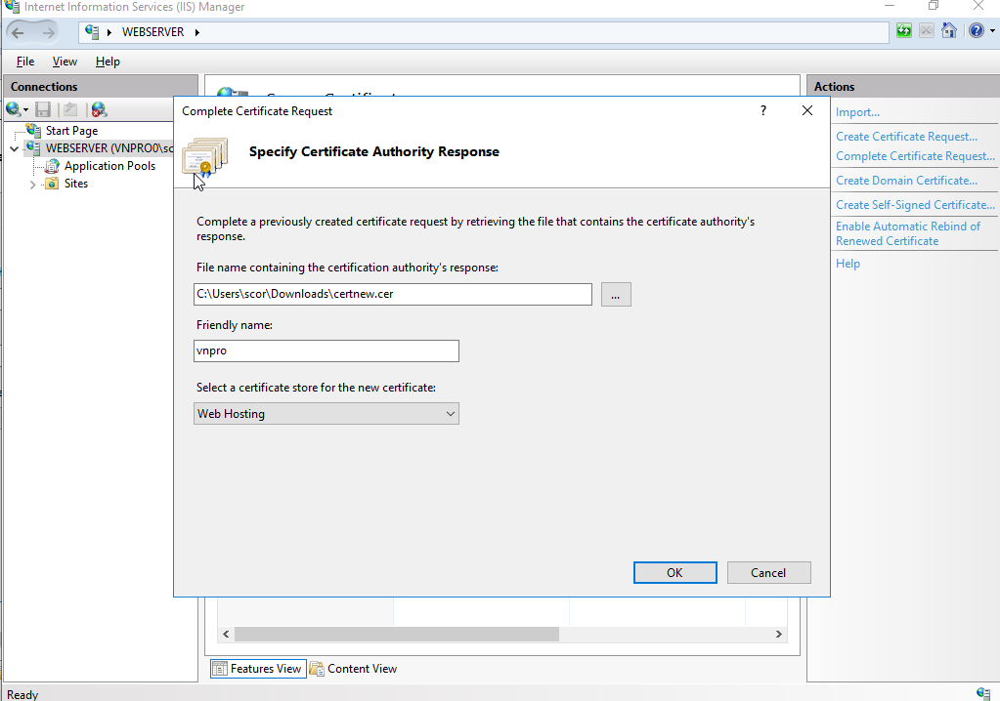 Internet Information Services (IIS) Manager
WEBSERVER
File View Help
Connections
Start Page
WEBSERVER (VNPRO0\sc
Application Pools
Sites
Complete Certificate Request
?
Specify Certificate Authority Response
Complete a previously created certificate request by retrieving the file that contains the certificate authority's
response.
File name containing the certification authority's response:
C:\Users\scor\Downloads\certnew.cer
...
Friendly name:
vnpro
Select a certificate store for the new certificate:
Web Hosting
OK Cancel
Features View Content View
Actions
Import...
Create Certificate Request...
Complete Certificate Request...
Create Domain Certificate...
Create Self-Signed Certificate...
Enable Automatic Rebind of
Renewed Certificate
Help
Ready